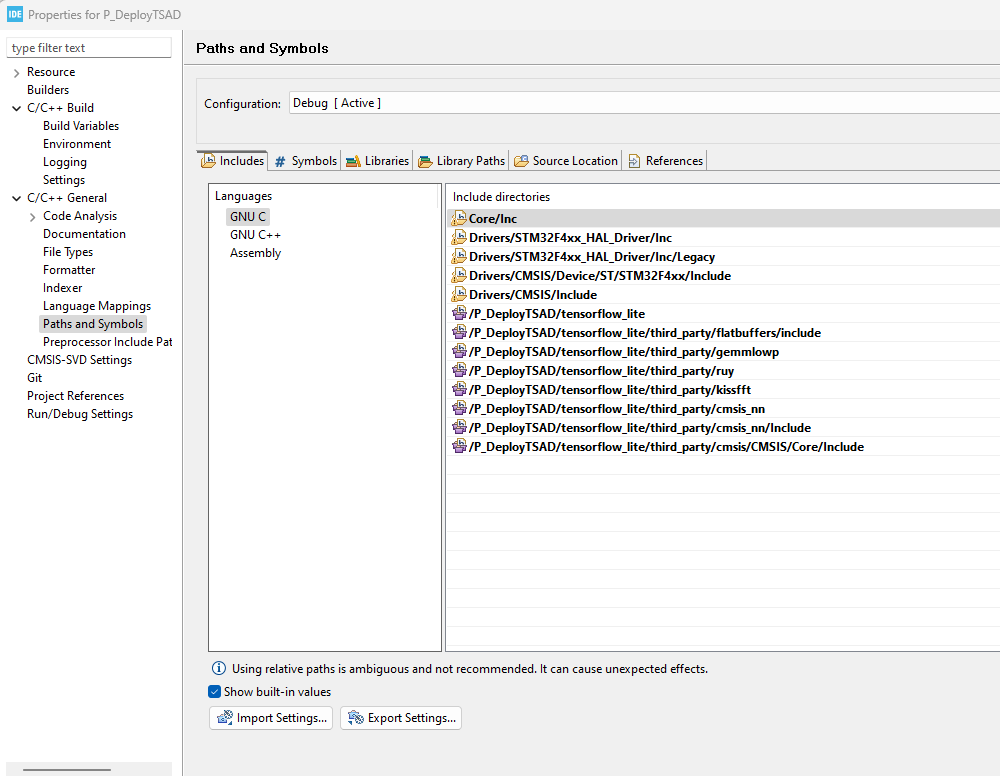 IDE Properties for P_DeployTSAD
type filter text
Resource
Builders
C/C++ Build
Build Variables
Environment
Logging
Settings
C/C++ General
Code Analysis
Documentation
File Types
Formatter
Indexer
Language Mappings
Paths and Symbols
Preprocessor Include Pat
CMSIS-SVD Settings
Git
Project References
Run/Debug Settings
Paths and Symbols
Configuration: Debug [ Active ]
Includes # Symbols Libraries Library Paths Source Location References
Languages
GNU C
GNU C++
Assembly
Include directories
Core/Inc
Drivers/STM32F4xx_HAL_Driver/Inc
Drivers/STM32F4xx_HAL_Driver/Inc/Legacy
Drivers/CMSIS/Device/ST/STM32F4xx/Include
Drivers/CMSIS/Include
/P_DeployTSAD/tensorflow_lite
/P_DeployTSAD/tensorflow_lite/third_party/flatbuffers/include
/P_DeployTSAD/tensorflow_lite/third_party/gemmlowp
/P_DeployTSAD/tensorflow_lite/third_party/ruy
/P_DeployTSAD/tensorflow_lite/third_party/kissfft
/P_DeployTSAD/tensorflow_lite/third_party/cmsis_nn
/P_DeployTSAD/tensorflow_lite/third_party/cmsis_nn/Include
/P_DeployTSAD/tensorflow_lite/third_party/cmsis/CMSIS/Core/Include
Using relative paths is ambiguous and not recommended. It can cause unexpected effects.
Show built-in values
Import Settings... Export Settings...